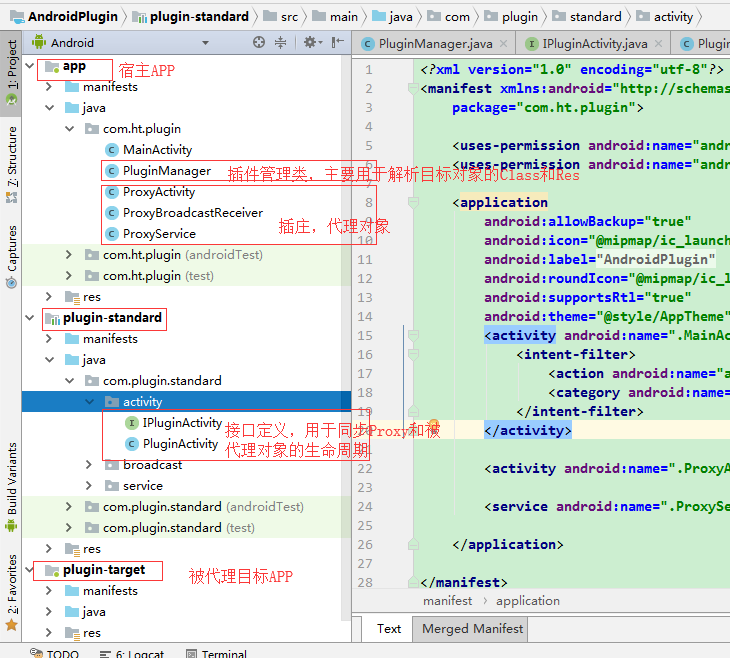 AndroidPlugin plugin-standard src main java com plugin standard activity
1: Project
7: Structure
Captures
Build Variants
2: Favorites
Android
app 宿主APP
manifests
java
com.ht.plugin
MainActivity
PluginManager 插件管理类，主要用于解析目标对象的Class和Res
ProxyActivity
ProxyBroadcastReceiver
插庄，代理对象
ProxyService
com.ht.plugin (androidTest)
com.ht.plugin (test)
res
plugin-standard
manifests
java
com.plugin.standard
activity
IPluginActivity
接口定义，用于同步Proxy和被
PluginActivity
代理对象的生命周期
broadcast
service
com.plugin.standard (androidTest)
com.plugin.standard (test)
res
plugin-target 被代理目标APP
manifests
java
res
PluginManager.java IPluginActivity.java Plugin
1 <?xml version="1.0" encoding="utf-8"?>
2 <manifest xmlns:android="http://schemas
3 package="com.ht.plugin">
4
5 <uses-permission android:name="andr
<uses-permission android:name="andr
7
8 <application
9 android:allowBackup="true"
10 android:icon="@mipmap/ic_launch
11 android:label="AndroidPlugin"
12 android:roundIcon="@mipmap/ic_l
13 android:supportsRtl="true"
14 android:theme="@style/AppTheme"
15 <activity android:name=".MainAc
16 <intent-filter>
17 <action android:name="a
18 <category android:name=
19 </intent-filter>
</activity>
22 <activity android:name=".ProxyA
23
24 <service android:name=".ProxySe
25
26 </application>
27
28 </manifest>
manifest application
Text Merged Manifest
TODO 6: Logcat Terminal